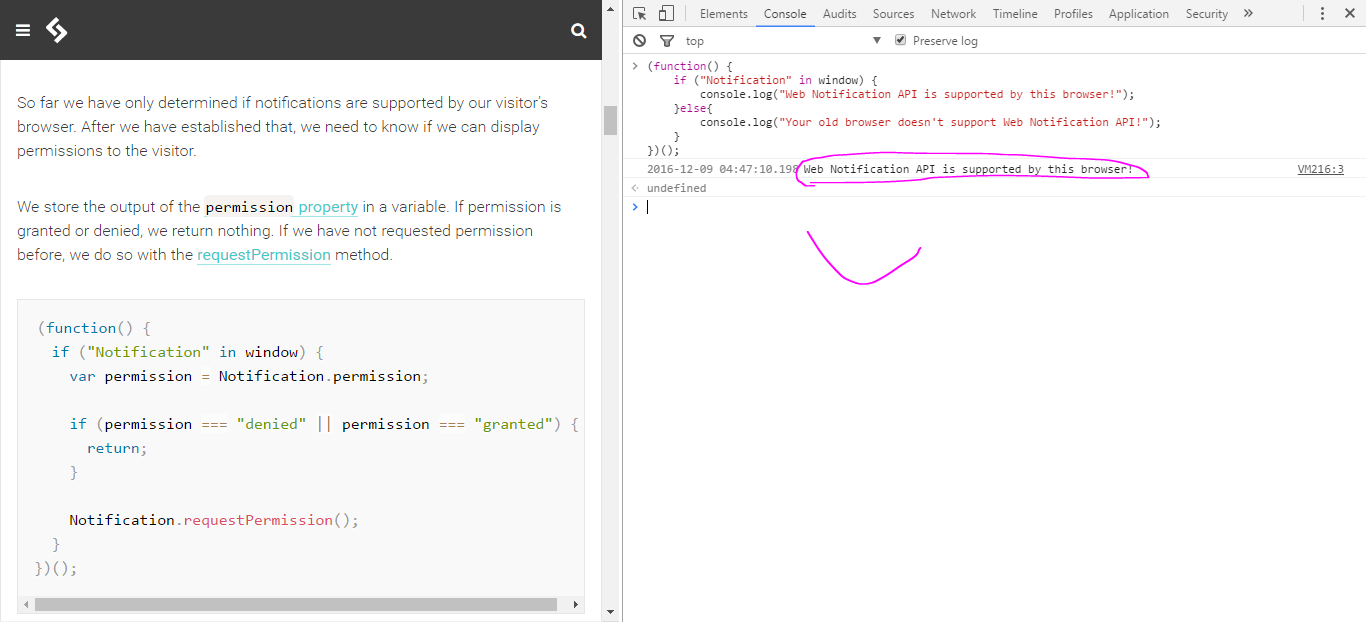 So far we have only determined if notifications are supported by our visitor's
browser. After we have established that, we need to know if we can display
permissions to the visitor.
We store the output of the permission property in a variable. If permission is
granted or denied, we return nothing. If we have not requested permission
before, we do so with the requestPermission method.
(function() {
  if ("Notification" in window) {
    var permission = Notification.permission;
    if (permission === "denied" || permission === "granted") {
      return;
    }
    Notification.requestPermission();
  }
})();
Elements Console Audits Sources Network Timeline Profiles Application Security »
top ▼ Preserve log
> (function() {
    if ("Notification" in window) {
        console.log("Web Notification API is supported by this browser!");
    }else{
        console.log("Your old browser doesn't support Web Notification API!");
    }
})();
2016-12-09 04:47:10.198 Web Notification API is supported by this browser! VM216:3
undefined
>